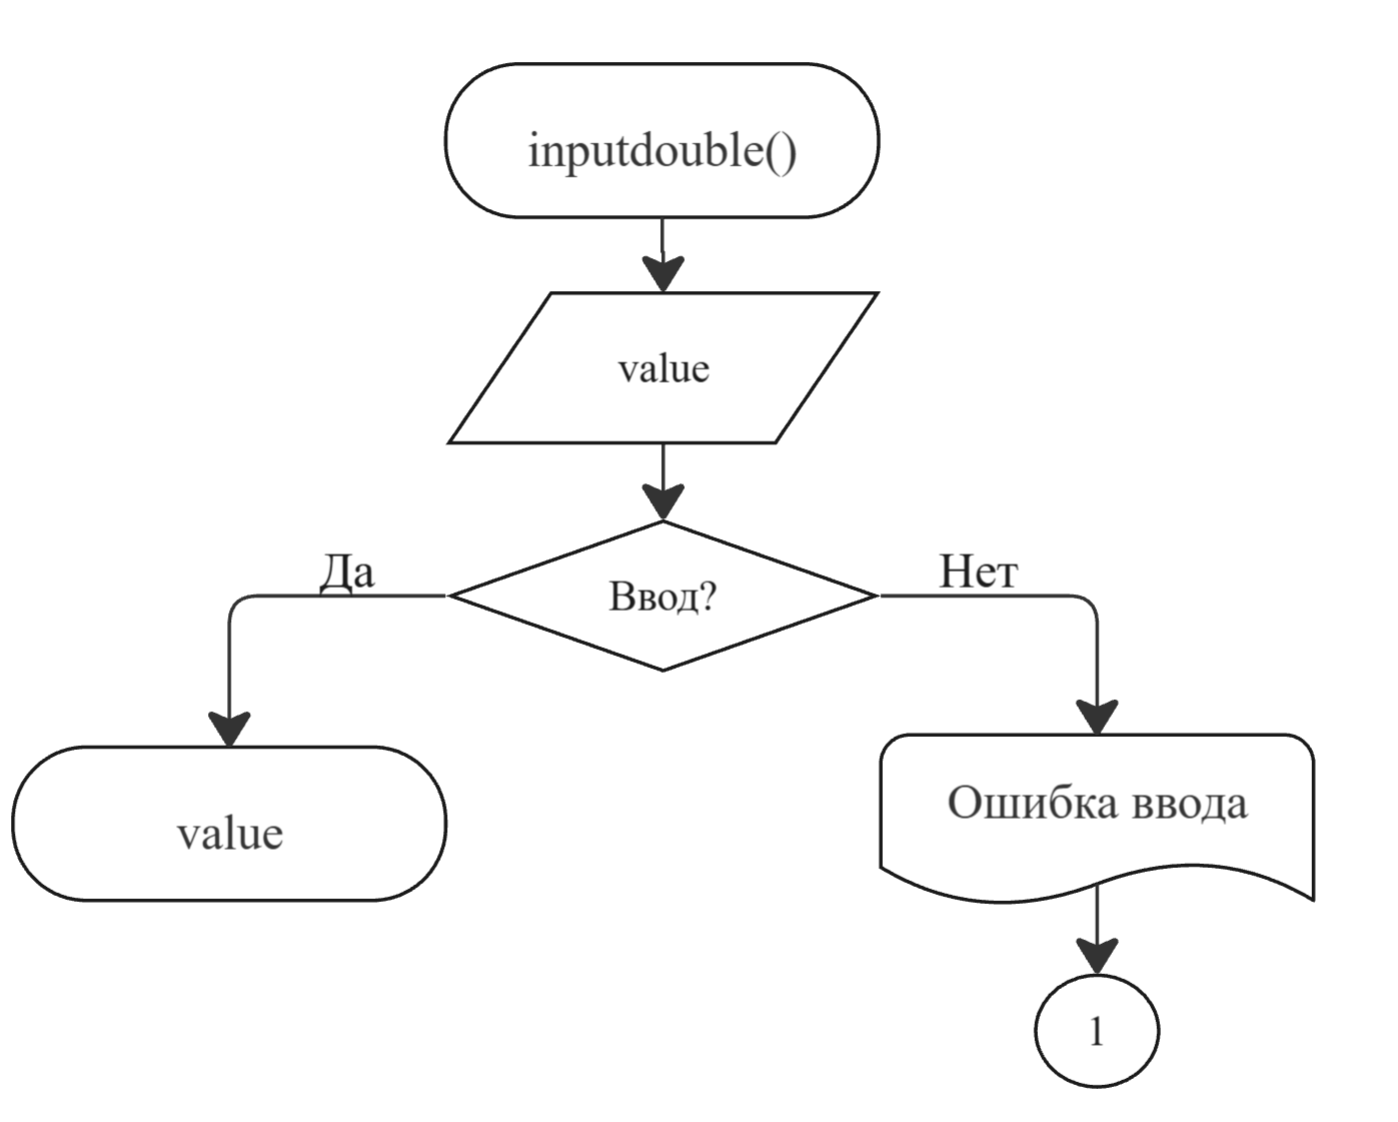 inputdouble()
value
Ввод?
Да
Нет
value
Ошибка ввода
1